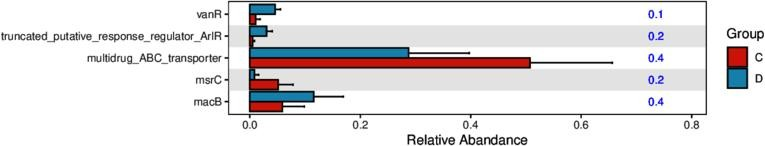 vanR
0.1
truncated_putative_response_regulator_ArlR
0.2
multidrug_ABC_transporter
0.4
msrC
0.2
macB
0.4
0.0 0.2 0.4 0.6 0.8
Relative Abandance
Group
C
D